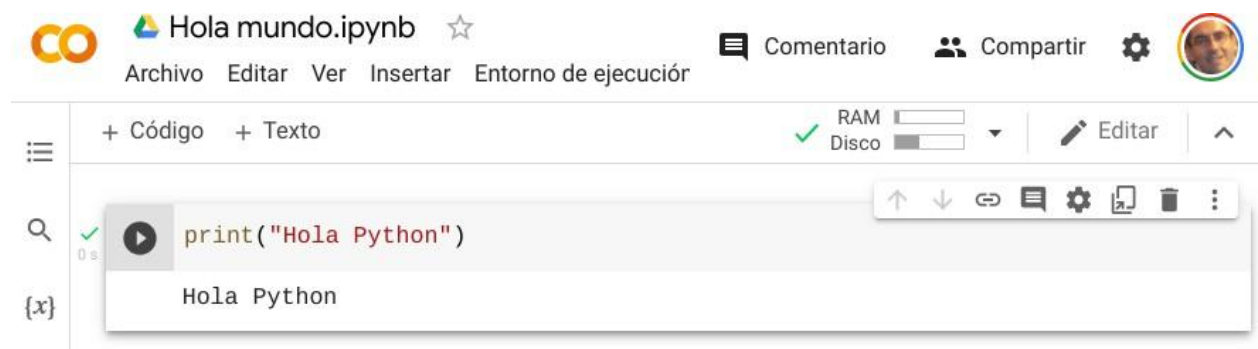 Hola mundo.ipynb
Comentario
Compartir
Archivo Editar Ver Insertar Entorno de ejecución
+ Código + Texto
RAM
Disco
Editar
print("Hola Python")
0 s
Hola Python
{x}